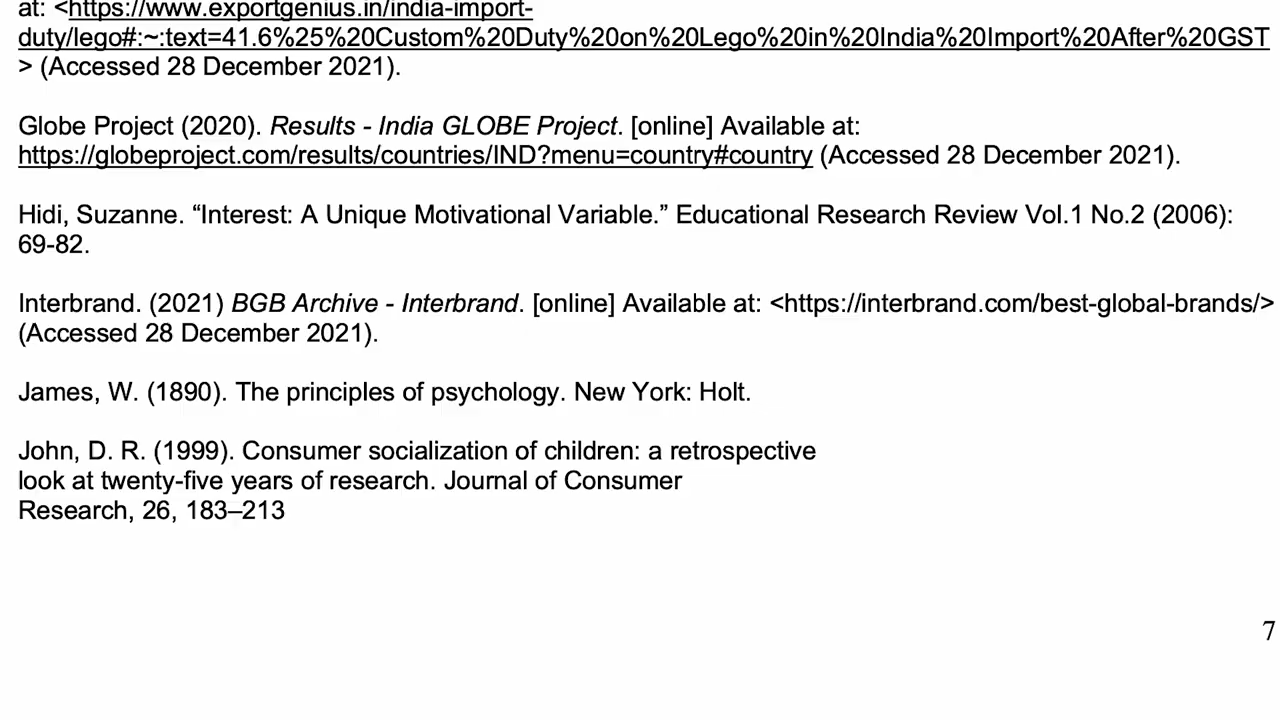 at: <https://www.exportgenius.in/india-import-
duty/lego#:~:text=41.6%25%20Custom%20Duty%20on%20Lego%20in%20India%20Import%20After%20GST
> (Accessed 28 December 2021).
Globe Project (2020). Results - India GLOBE Project. [online] Available at:
https://globeproject.com/results/countries/IND?menu=country#country (Accessed 28 December 2021).
Hidi, Suzanne. “Interest: A Unique Motivational Variable.” Educational Research Review Vol.1 No.2 (2006):
69-82.
Interbrand. (2021) BGB Archive - Interbrand. [online] Available at: <https://interbrand.com/best-global-brands/>
(Accessed 28 December 2021).
James, W. (1890). The principles of psychology. New York: Holt.
John, D. R. (1999). Consumer socialization of children: a retrospective
look at twenty-five years of research. Journal of Consumer
Research, 26, 183–213
7